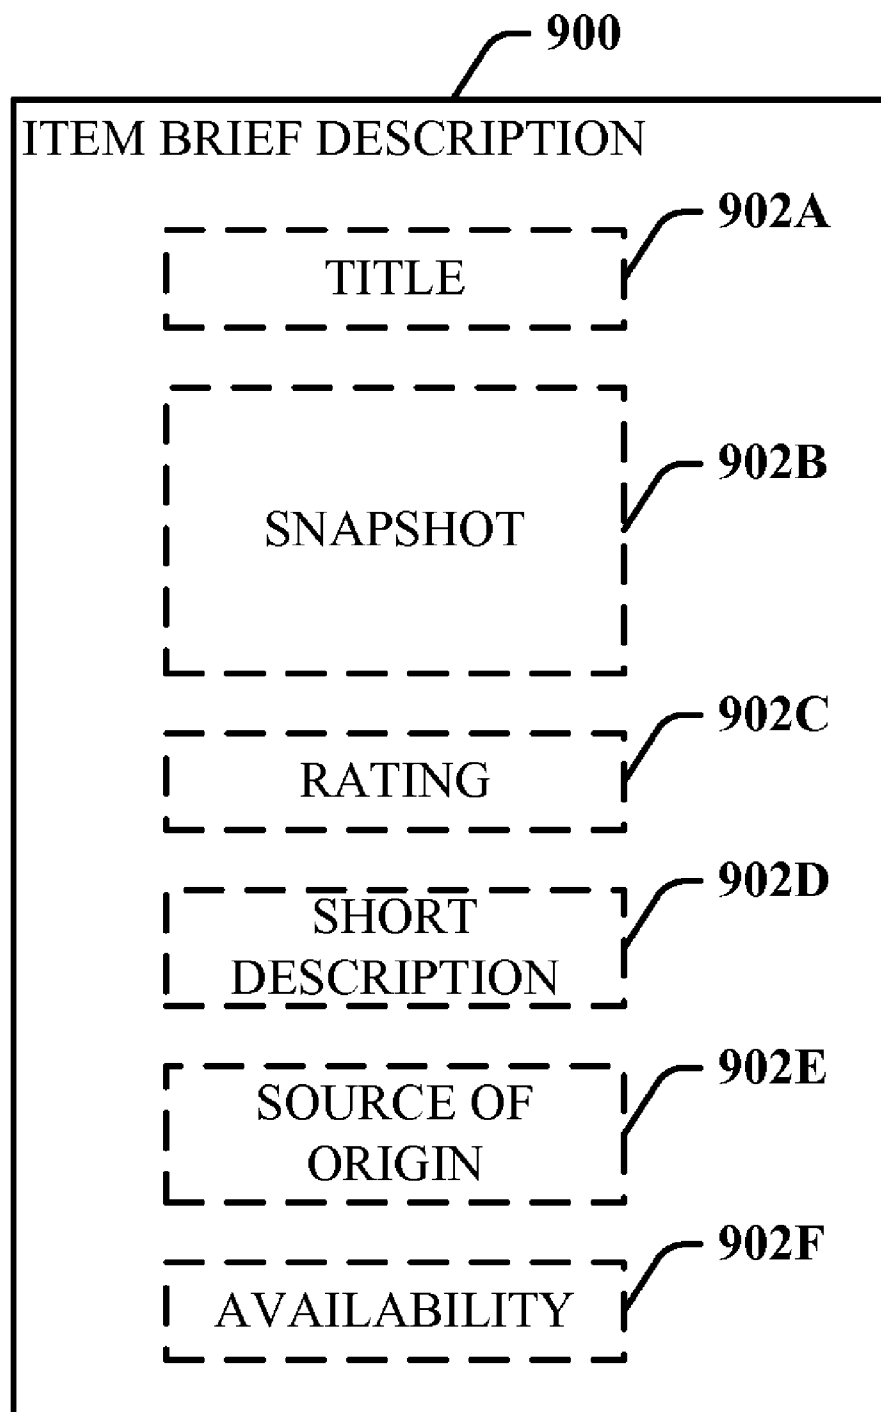 900
ITEM BRIEF DESCRIPTION
902A
TITLE
902B
SNAPSHOT
902C
RATING
902D
SHORT
DESCRIPTION
902E
SOURCE OF
ORIGIN
902F
AVAILABILITY